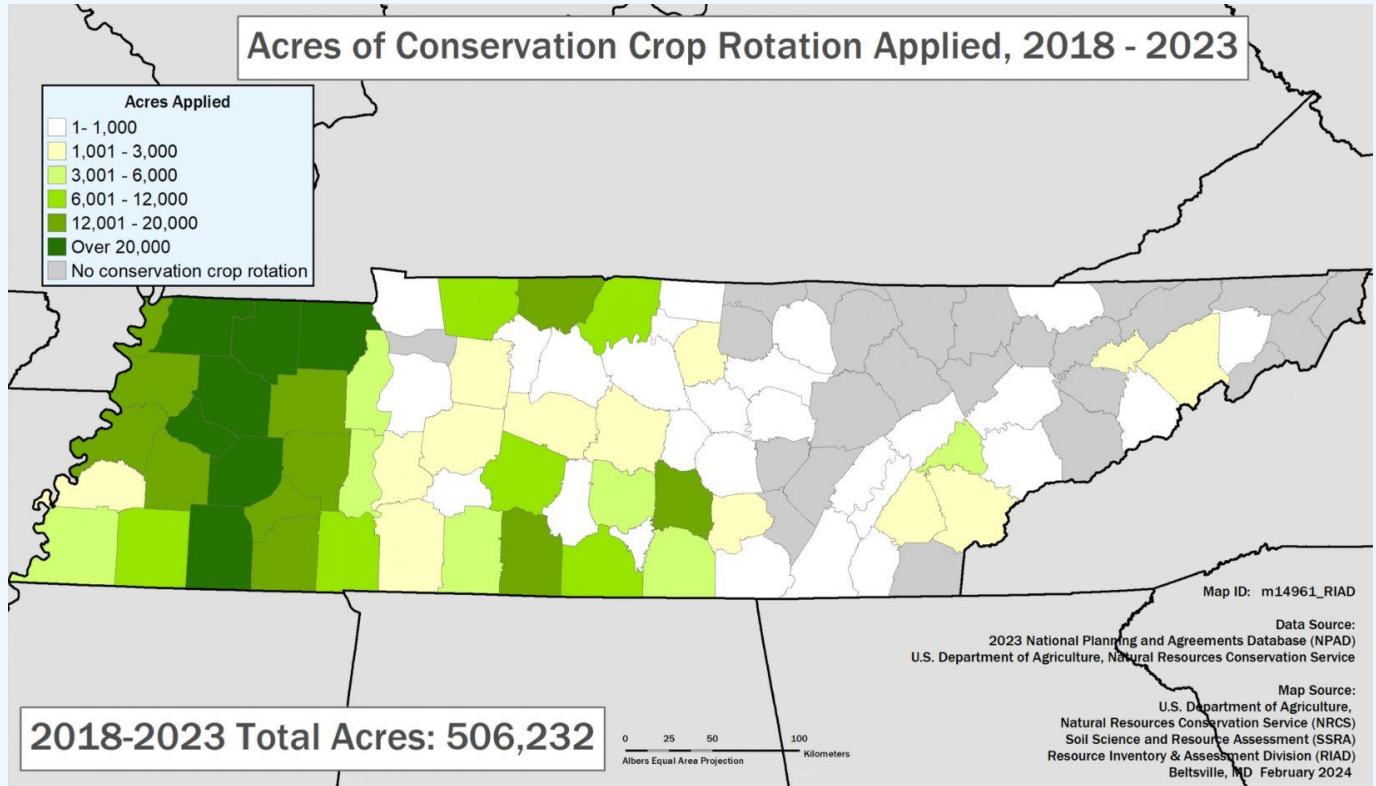 Acres of Conservation Crop Rotation Applied, 2018 - 2023
Acres Applied
1- 1,000
1,001 - 3,000
3,001 - 6,000
6,001 - 12,000
12,001 - 20,000
Over 20,000
No conservation crop rotation
Map ID: m14961_RIAD
Data Source:
2023 National Planning and Agreements Database (NPAD)
U.S. Department of Agriculture, Natural Resources Conservation Service
Map Source:
U.S. Department of Agriculture,
Natural Resources Conservation Service (NRCS)
Soil Science and Resource Assessment (SSRA)
Resource Inventory & Assessment Division (RIAD)
Beltsville, MD February 2024
2018-2023 Total Acres: 506,232
0 25 50 100
Kilometers
Albers Equal Area Projection